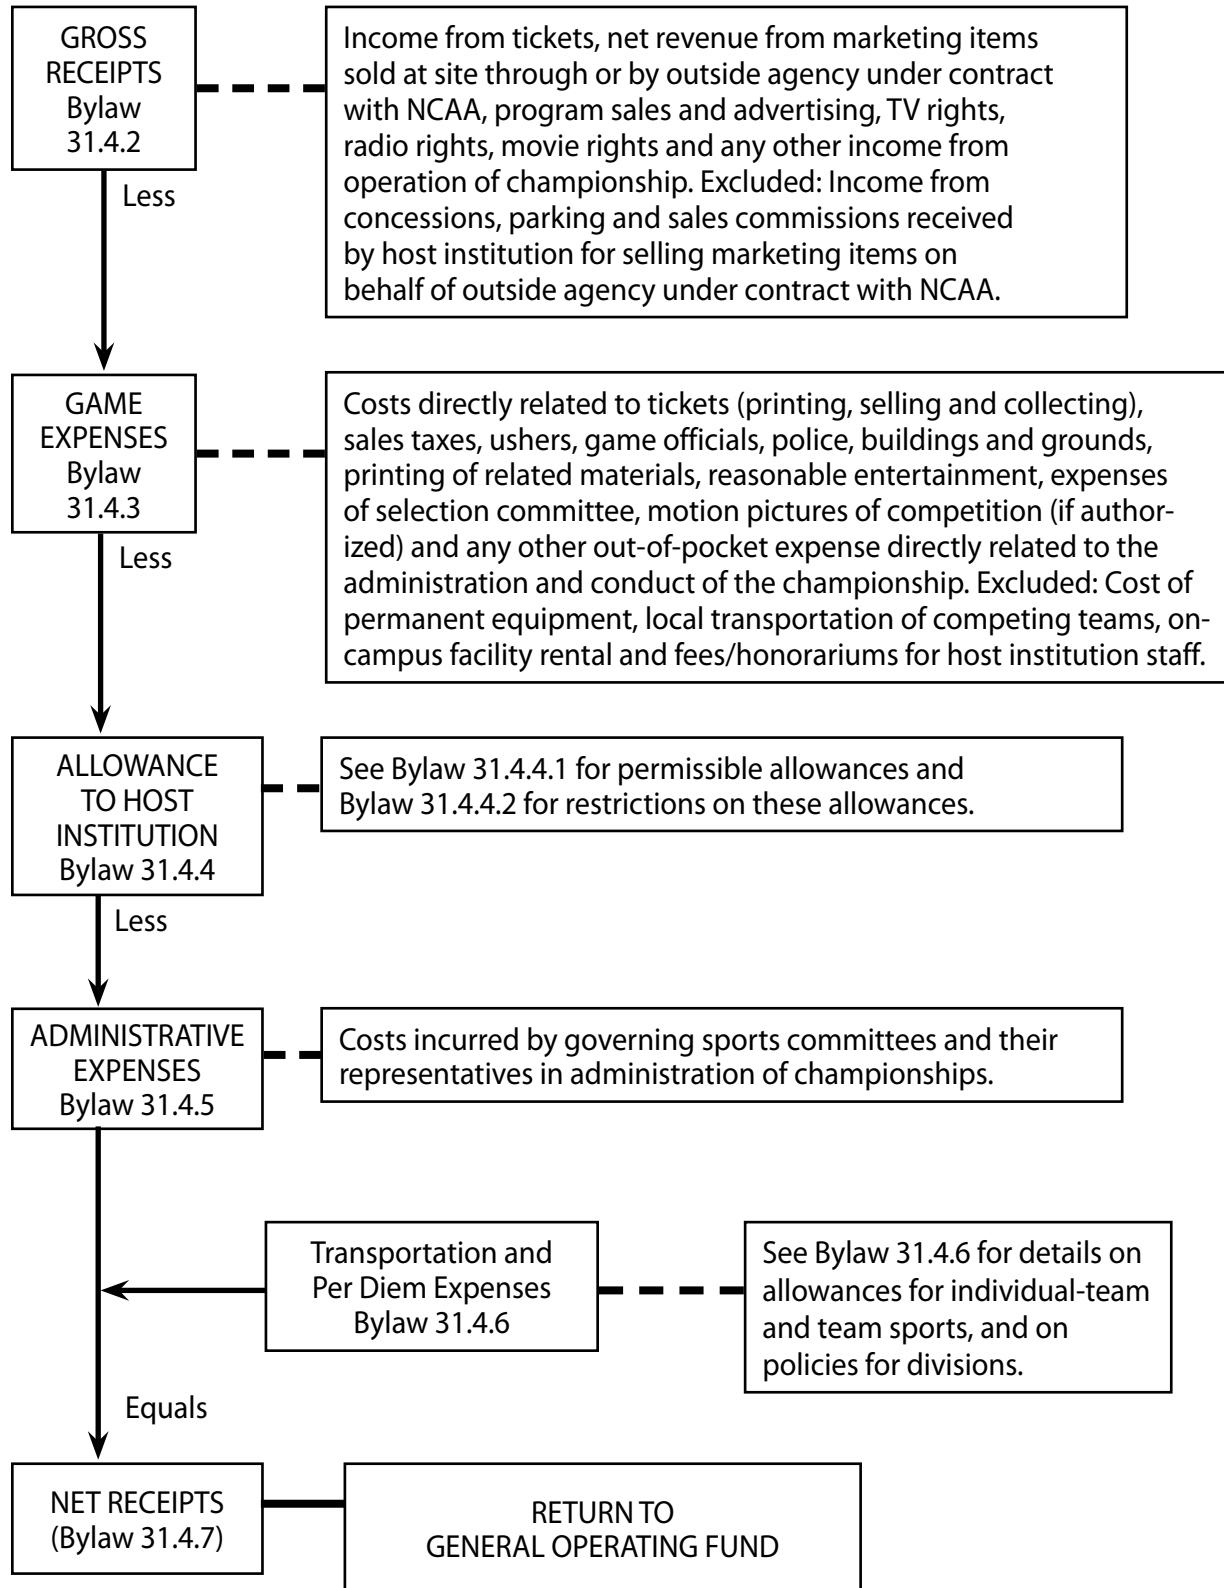 GROSS
RECEIPTS
Bylaw
31.4.2
Income from tickets, net revenue from marketing items
sold at site through or by outside agency under contract
with NCAA, program sales and advertising, TV rights,
radio rights, movie rights and any other income from
operation of championship. Excluded: Income from
concessions, parking and sales commissions received
by host institution for selling marketing items on
behalf of outside agency under contract with NCAA.
Less
GAME
EXPENSES
Bylaw
31.4.3
Costs directly related to tickets (printing, selling and collecting),
sales taxes, ushers, game officials, police, buildings and grounds,
printing of related materials, reasonable entertainment, expenses
of selection committee, motion pictures of competition (if author-
ized) and any other out-of-pocket expense directly related to the
administration and conduct of the championship. Excluded: Cost of
permanent equipment, local transportation of competing teams, on-
campus facility rental and fees/honorariums for host institution staff.
Less
ALLOWANCE
TO HOST
INSTITUTION
Bylaw 31.4.4
See Bylaw 31.4.4.1 for permissible allowances and
Bylaw 31.4.4.2 for restrictions on these allowances.
Less
ADMINISTRATIVE
EXPENSES
Bylaw 31.4.5
Costs incurred by governing sports committees and their
representatives in administration of championships.
Transportation and
Per Diem Expenses
Bylaw 31.4.6
See Bylaw 31.4.6 for details on
allowances for individual-team
and team sports, and on
policies for divisions.
Equals
NET RECEIPTS
(Bylaw 31.4.7)
RETURN TO
GENERAL OPERATING FUND